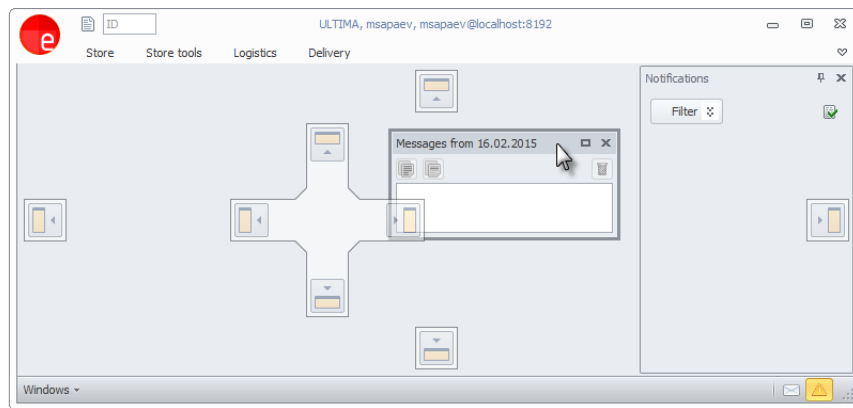 e
ID
ULTIMA, msapaev, msapaev@localhost:8192
Store
Store tools
Logistics
Delivery
Notifications
Filter
Messages from 16.02.2015
Windows